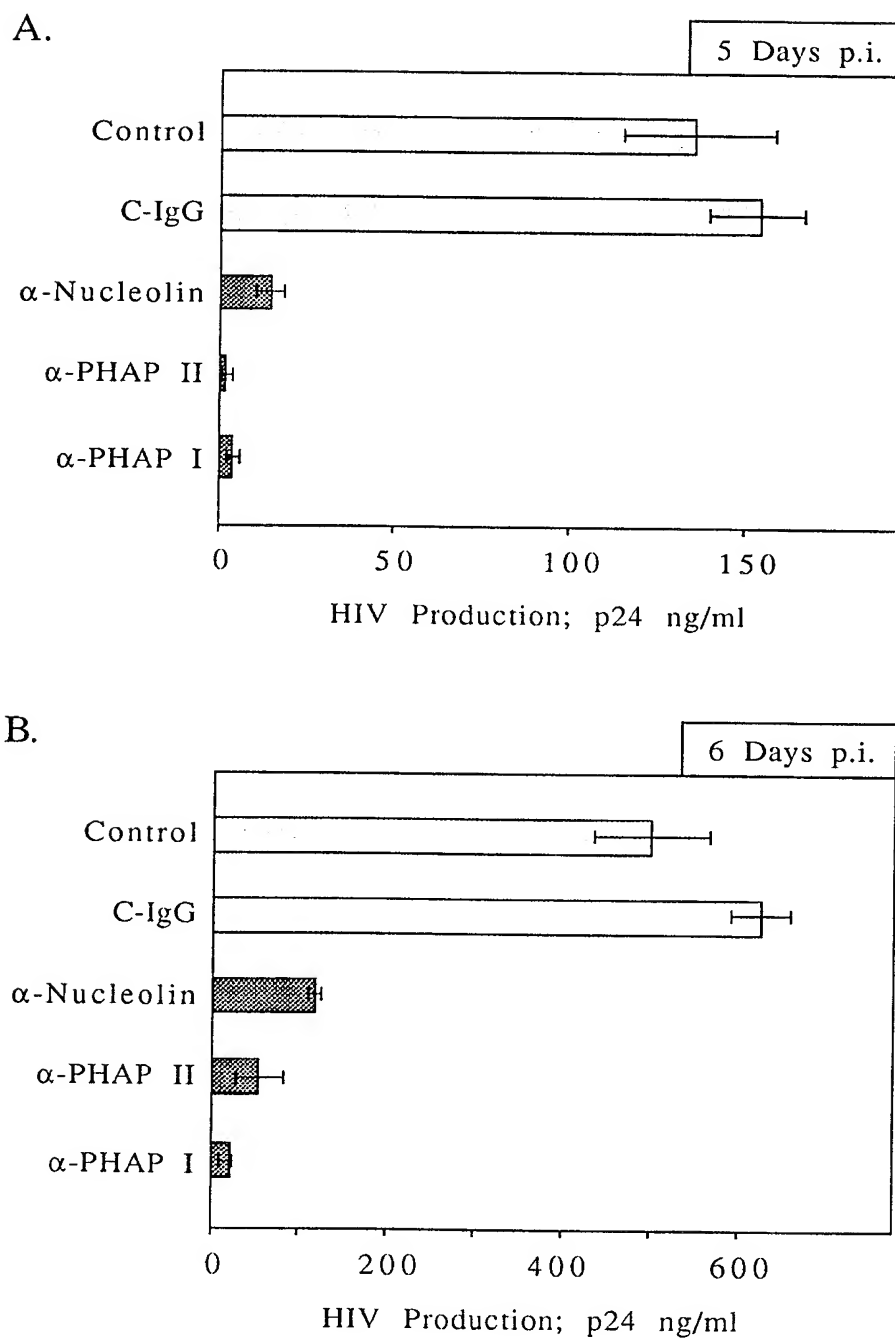 A.
5 Days p.i.
Control
C-IgG
α-Nucleolin
α-PHAP II
α-PHAP I
0 50 100 150
HIV Production; p24 ng/ml
B.
6 Days p.i.
Control
C-IgG
α-Nucleolin
α-PHAP II
α-PHAP I
0 200 400 600
HIV Production; p24 ng/ml